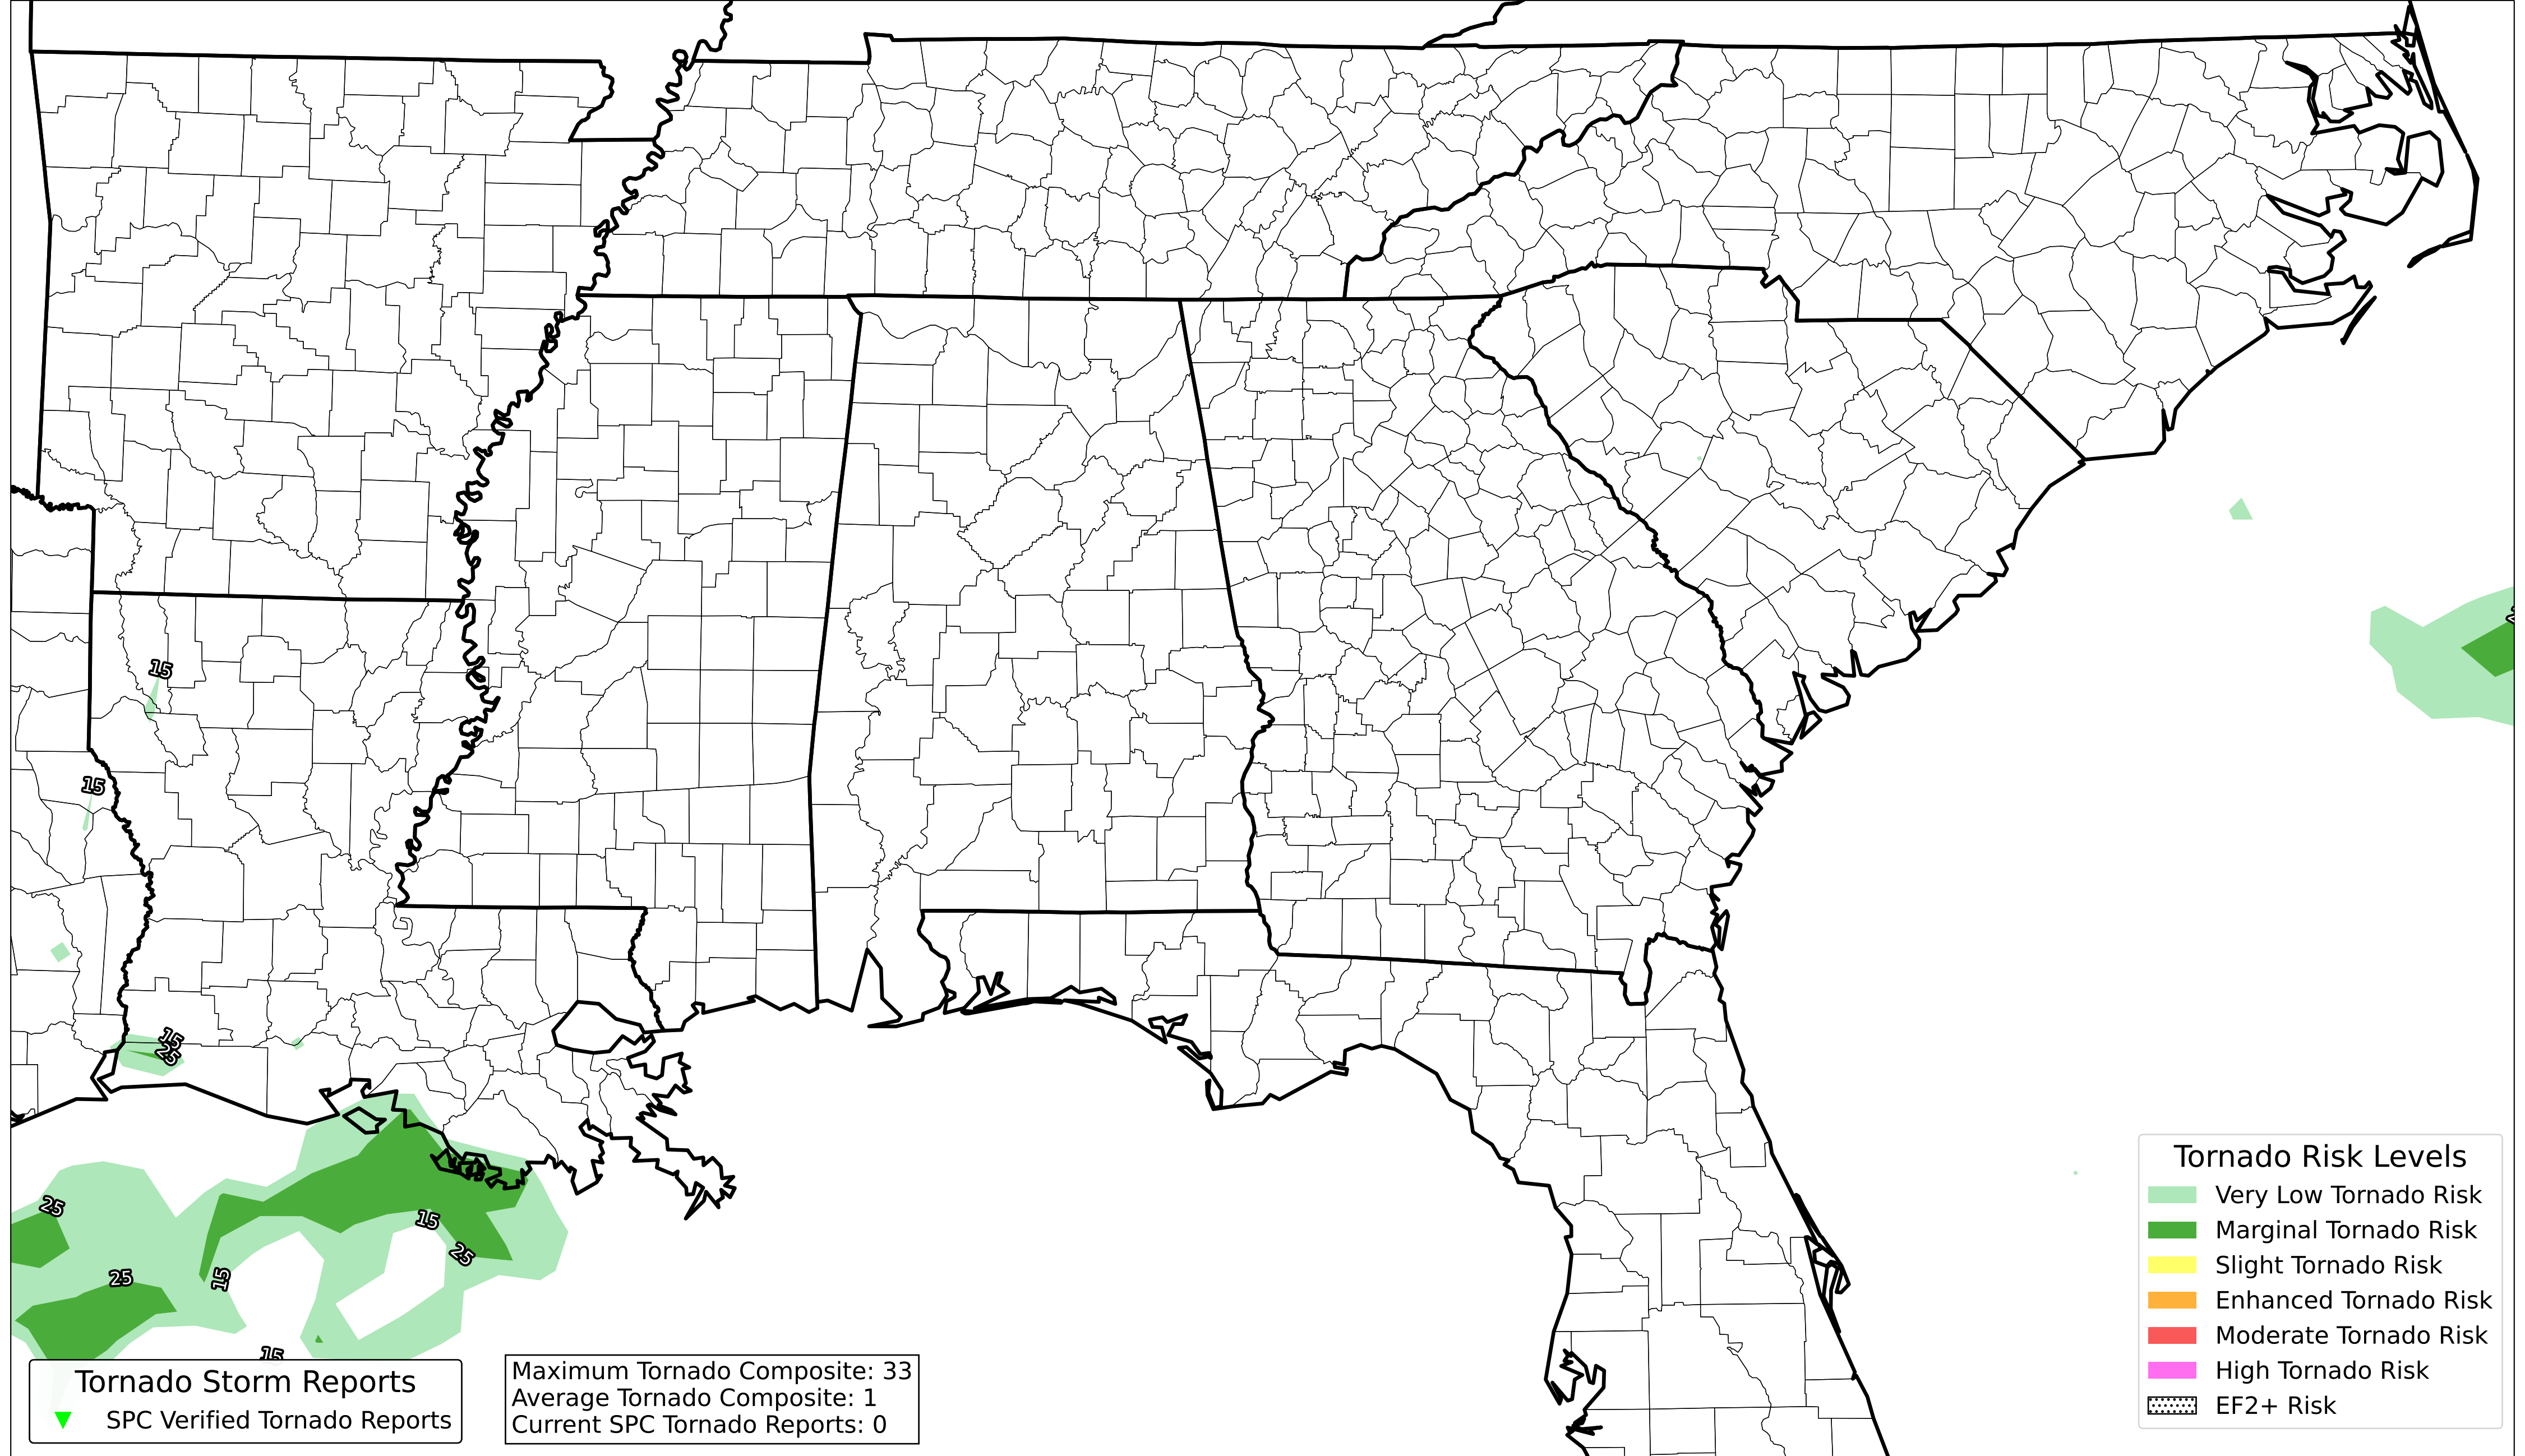 15
15
15
25
25
15
25
25
15
15
Tornado Storm Reports
SPC Verified Tornado Reports
Maximum Tornado Composite: 33
Average Tornado Composite: 1
Current SPC Tornado Reports: 0
Tornado Risk Levels
Very Low Tornado Risk
Marginal Tornado Risk
Slight Tornado Risk
Enhanced Tornado Risk
Moderate Tornado Risk
High Tornado Risk
EF2+ Risk